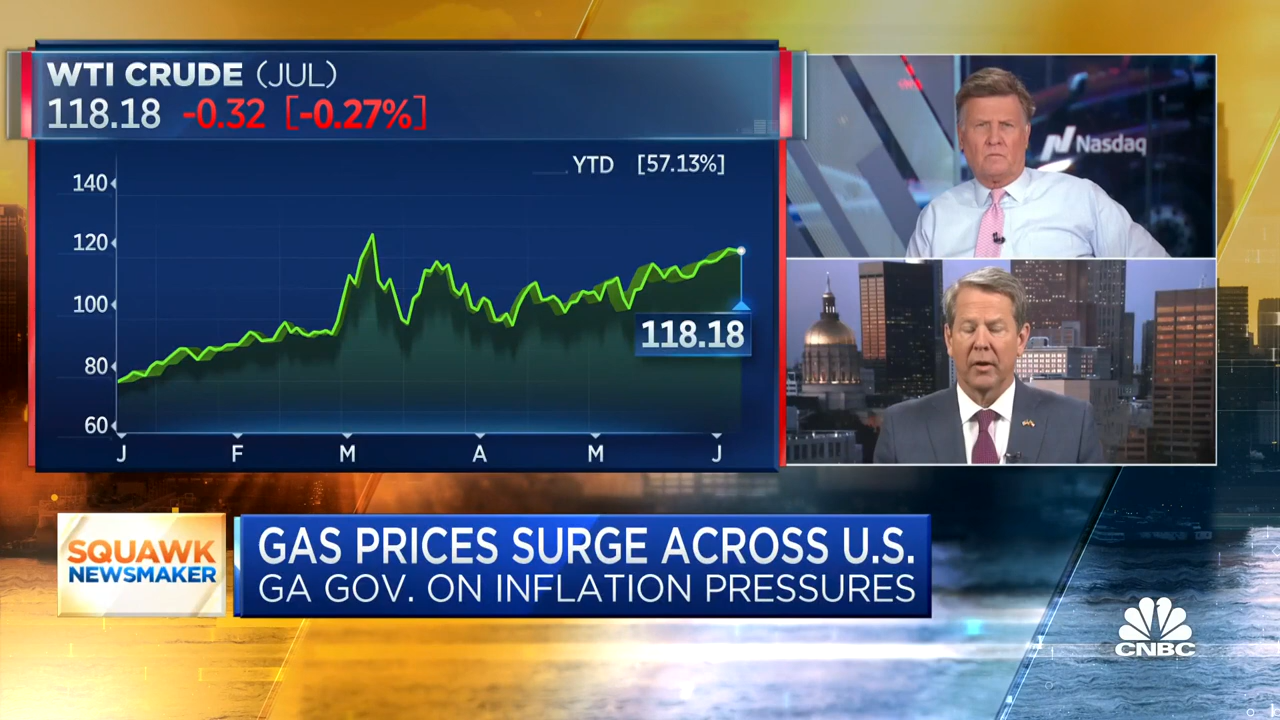 WTI CRUDE (JUL)
118.18 -0.32 [-0.27%]
YTD [57.13%]
140
120
100
80
60
118.18
J F M A M J
Nasdaq
SQUAWK
NEWSMAKER
GAS PRICES SURGE ACROSS U.S.
GA GOV. ON INFLATION PRESSURES
CNBC